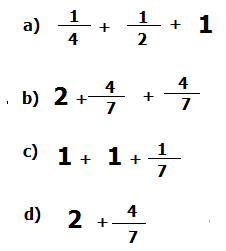 a) 1/4 + 1/2 + 1
b) 2 + 4/7 + 4/7
c) 1 + 1 + 1/7
d) 2 + 4/7